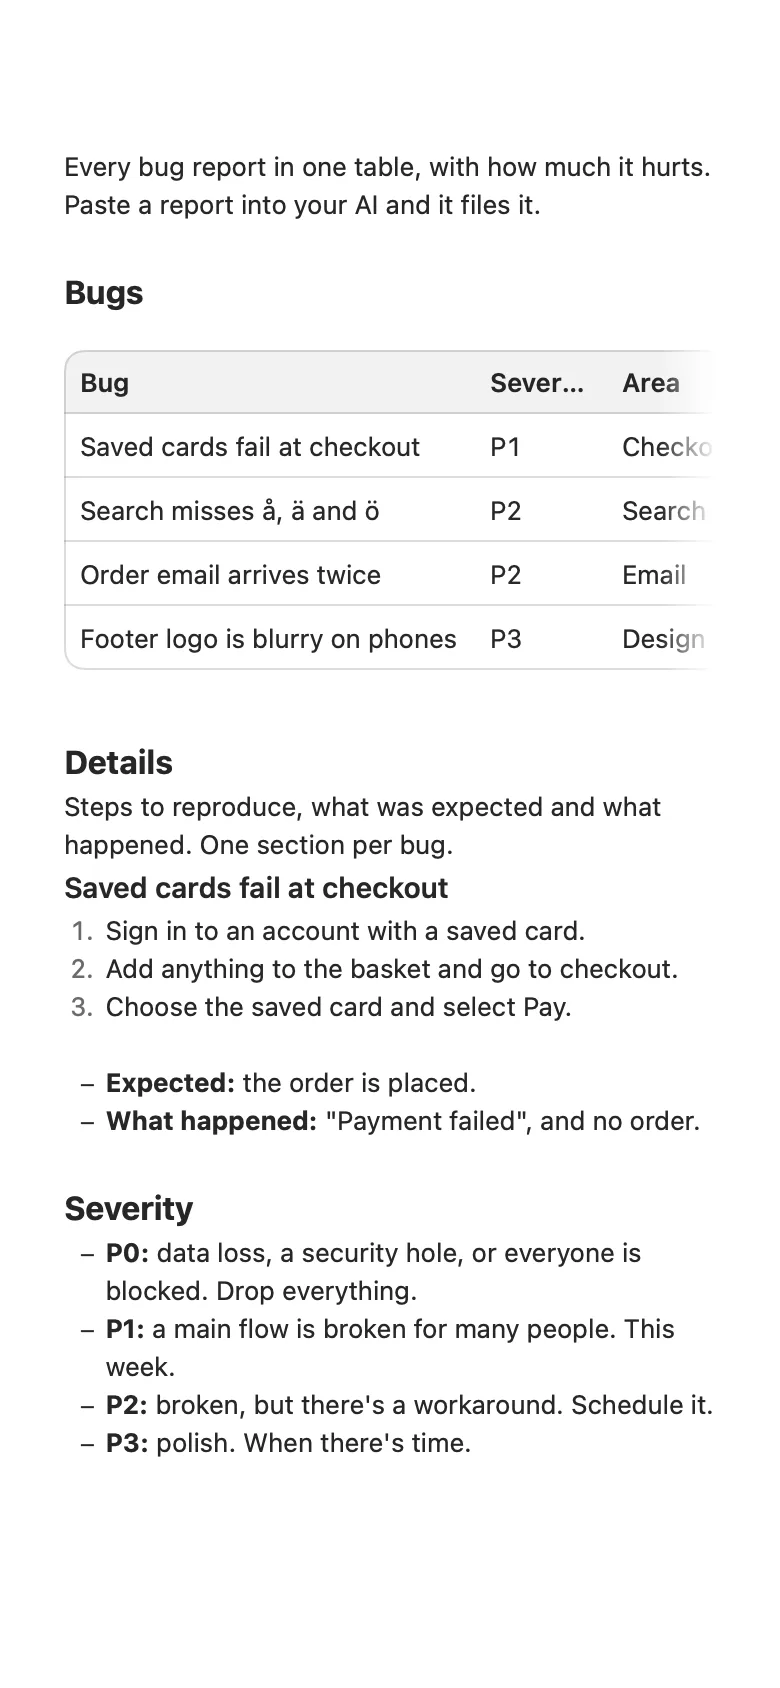 Every bug report in one table, with how much it hurts.
Paste a report into your AI and it files it.
Bugs
Bug Sever... Area
Saved cards fail at checkout P1 Checko
Search misses å, ä and ö P2 Search
Order email arrives twice P2 Email
Footer logo is blurry on phones P3 Design
Details
Steps to reproduce, what was expected and what
happened. One section per bug.
Saved cards fail at checkout
1. Sign in to an account with a saved card.
2. Add anything to the basket and go to checkout.
3. Choose the saved card and select Pay.
– Expected: the order is placed.
– What happened: "Payment failed", and no order.
Severity
– P0: data loss, a security hole, or everyone is
blocked. Drop everything.
– P1: a main flow is broken for many people. This
week.
– P2: broken, but there's a workaround. Schedule it.
– P3: polish. When there's time.